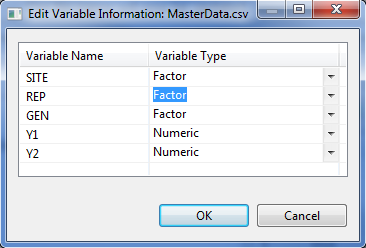 Edit Variable Information: MasterData.csv
Variable Name Variable Type
SITE Factor
REP Factor
GEN Factor
Y1 Numeric
Y2 Numeric
OK Cancel